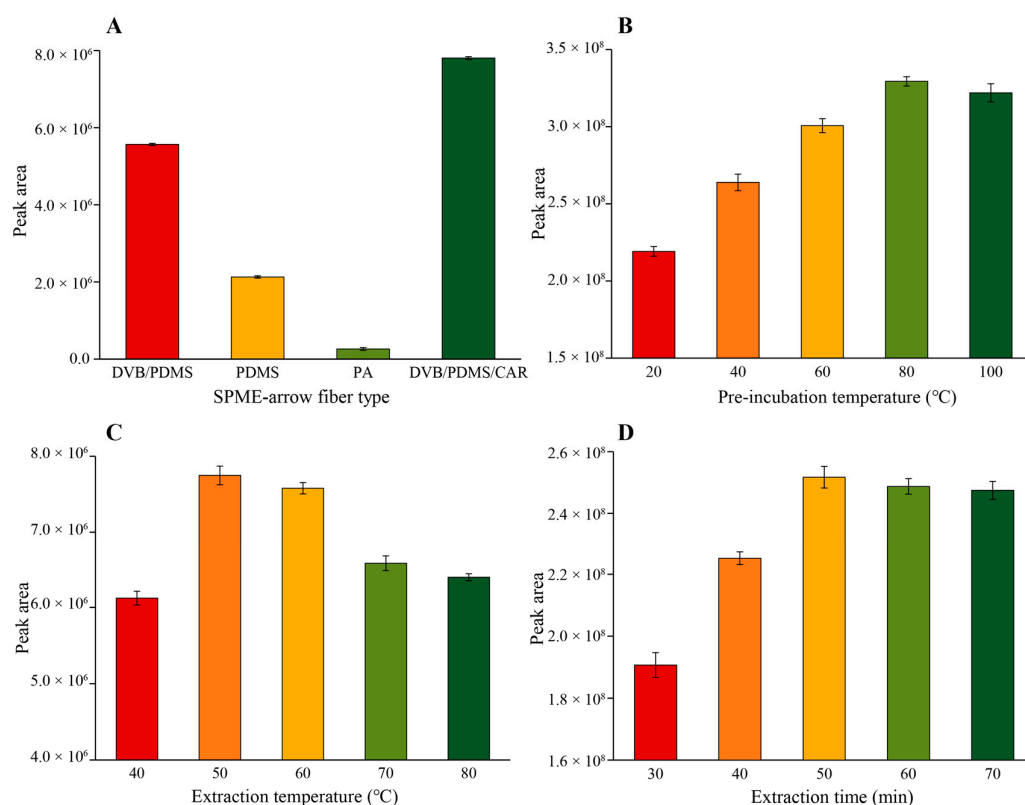 A
8.0 × 10⁶
6.0 × 10⁶
4.0 × 10⁶
2.0 × 10⁶
0.0
Peak area
DVB/PDMS PDMS PA DVB/PDMS/CAR
SPME-arrow fiber type
B
3.5 × 10⁸
3.0 × 10⁸
2.5 × 10⁸
2.0 × 10⁸
1.5 × 10⁸
Peak area
20 40 60 80 100
Pre-incubation temperature (℃)
C
8.0 × 10⁶
7.0 × 10⁶
6.0 × 10⁶
5.0 × 10⁶
4.0 × 10⁶
Peak area
40 50 60 70 80
Extraction temperature (℃)
D
2.6 × 10⁸
2.4 × 10⁸
2.2 × 10⁸
2.0 × 10⁸
1.8 × 10⁸
1.6 × 10⁸
Peak area
30 40 50 60 70
Extraction time (min)